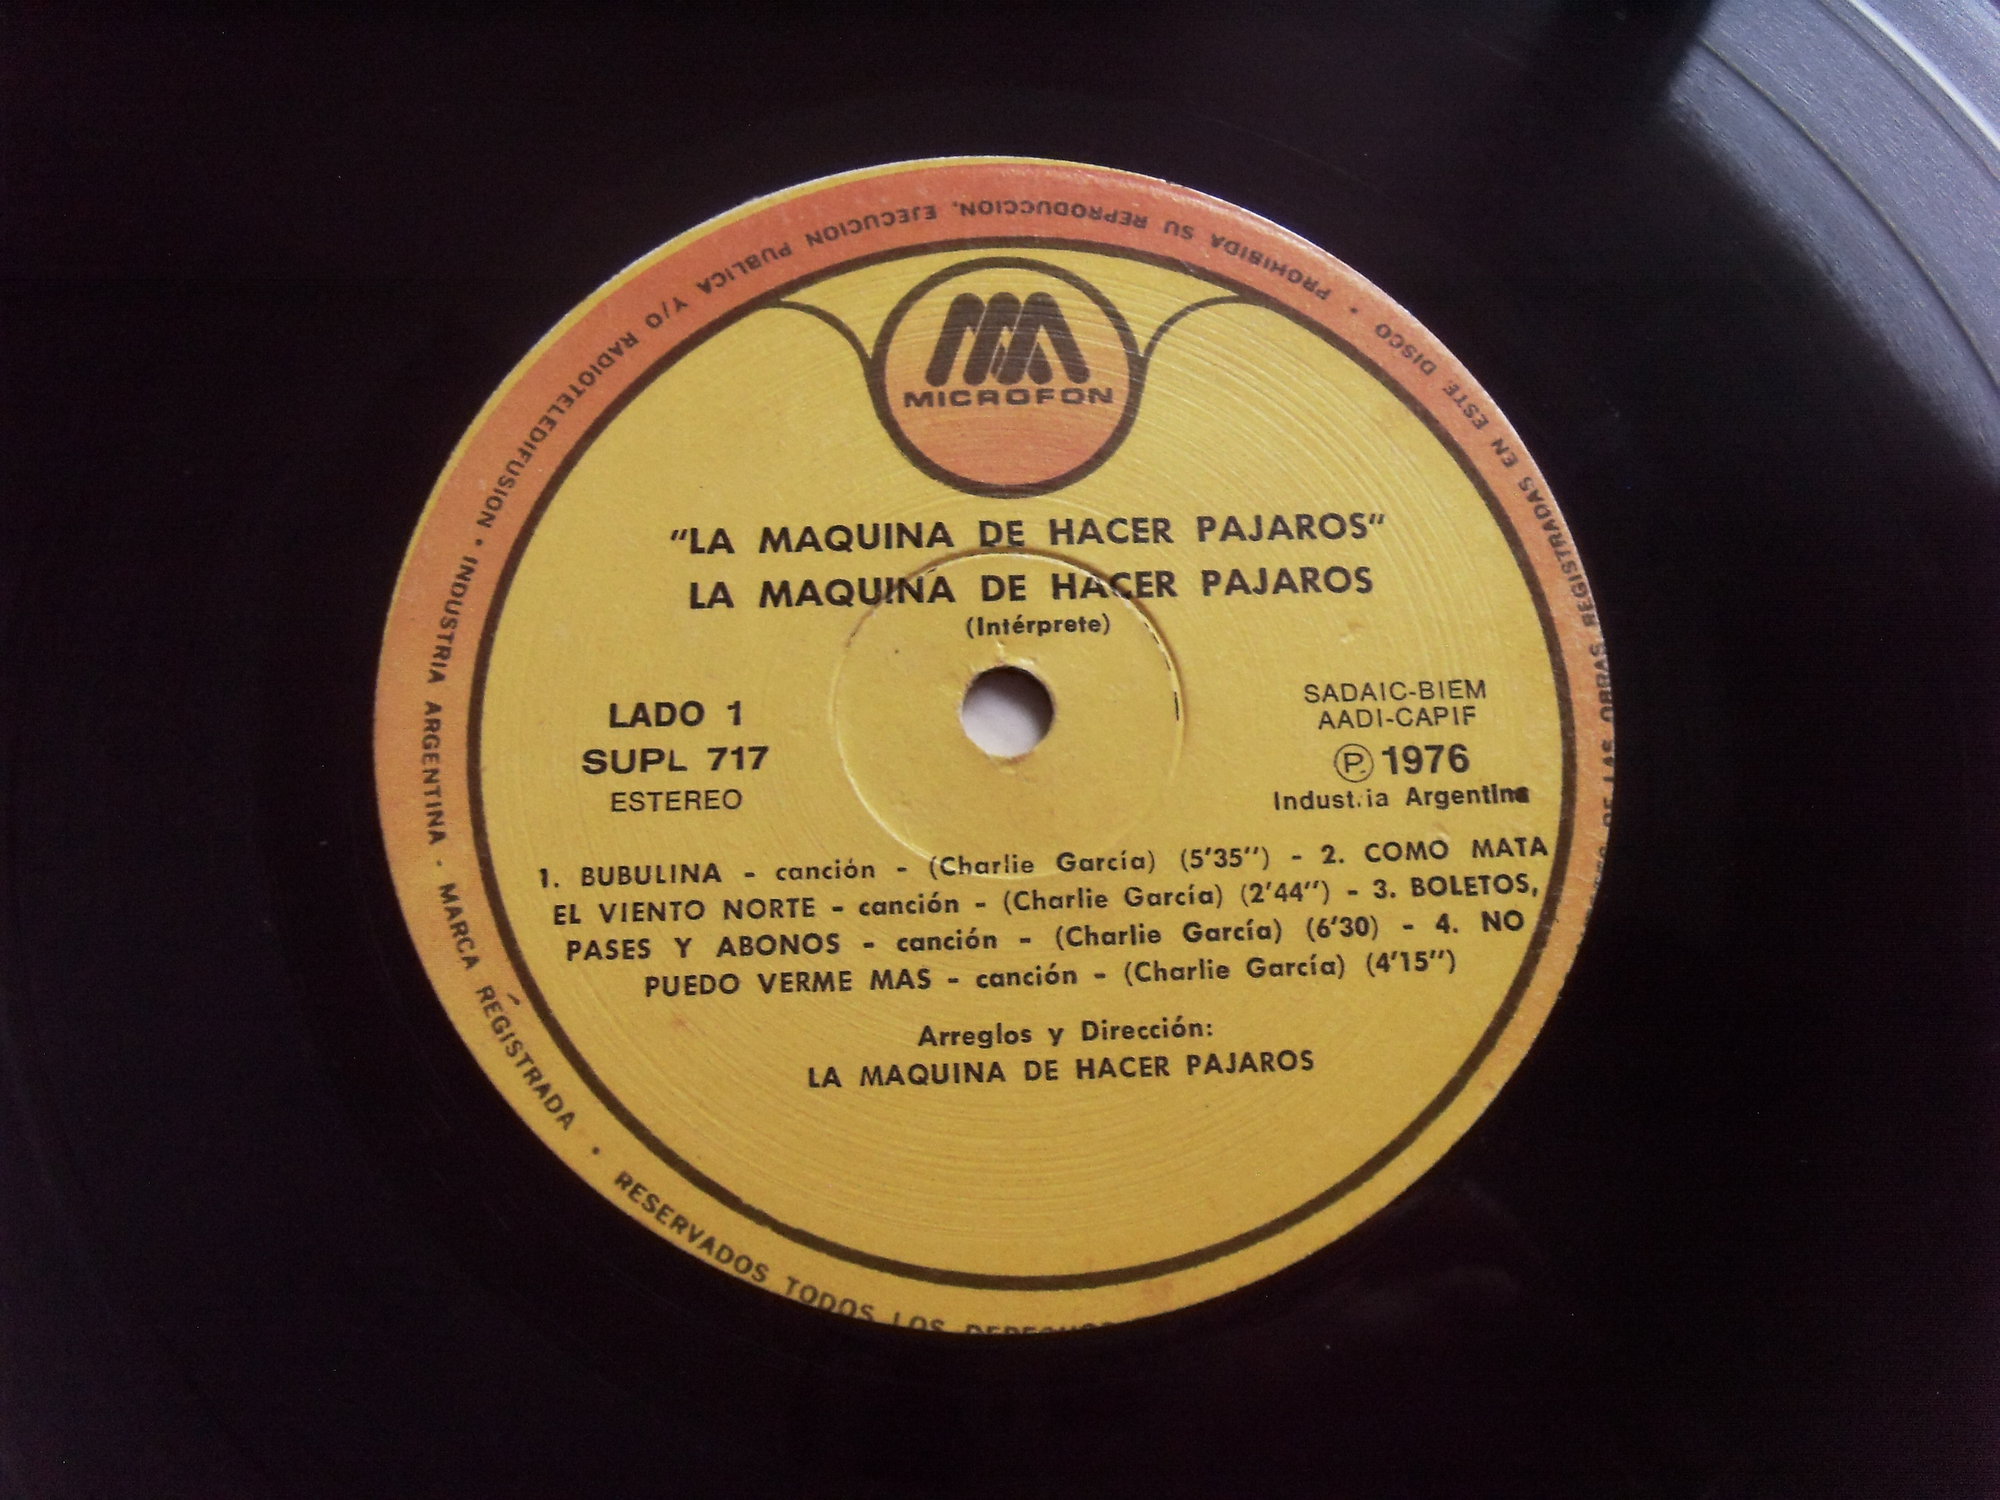 MICROFON
"LA MAQUINA DE HACER PAJAROS"
LA MAQUINA DE HACER PAJAROS
(Intérprete)
LADO 1
SUPL 717
ESTEREO
SADAIC-BIEM
AADI-CAPIF
Ⓟ 1976
Indust.ia Argentina
1. BUBULINA - canción - (Charlie García) (5'35") - 2. COMO MATA
EL VIENTO NORTE - canción - (Charlie García) (2'44") - 3. BOLETOS,
PASES Y ABONOS - canción - (Charlie García) (6'30) - 4. NO
PUEDO VERME MAS - canción - (Charlie García) (4'15")
Arreglos y Dirección:
LA MAQUINA DE HACER PAJAROS
INDUSTRIA ARGENTINA · MARCA REGISTRADA · RESERVADOS TODOS LOS
DE LAS OBRAS REGISTRADAS EN ESTE DISCO · PROHIBIDA SU REPRODUCCION, EJECUCION PUBLICA Y/O RADIOTELEDIFUSION ·